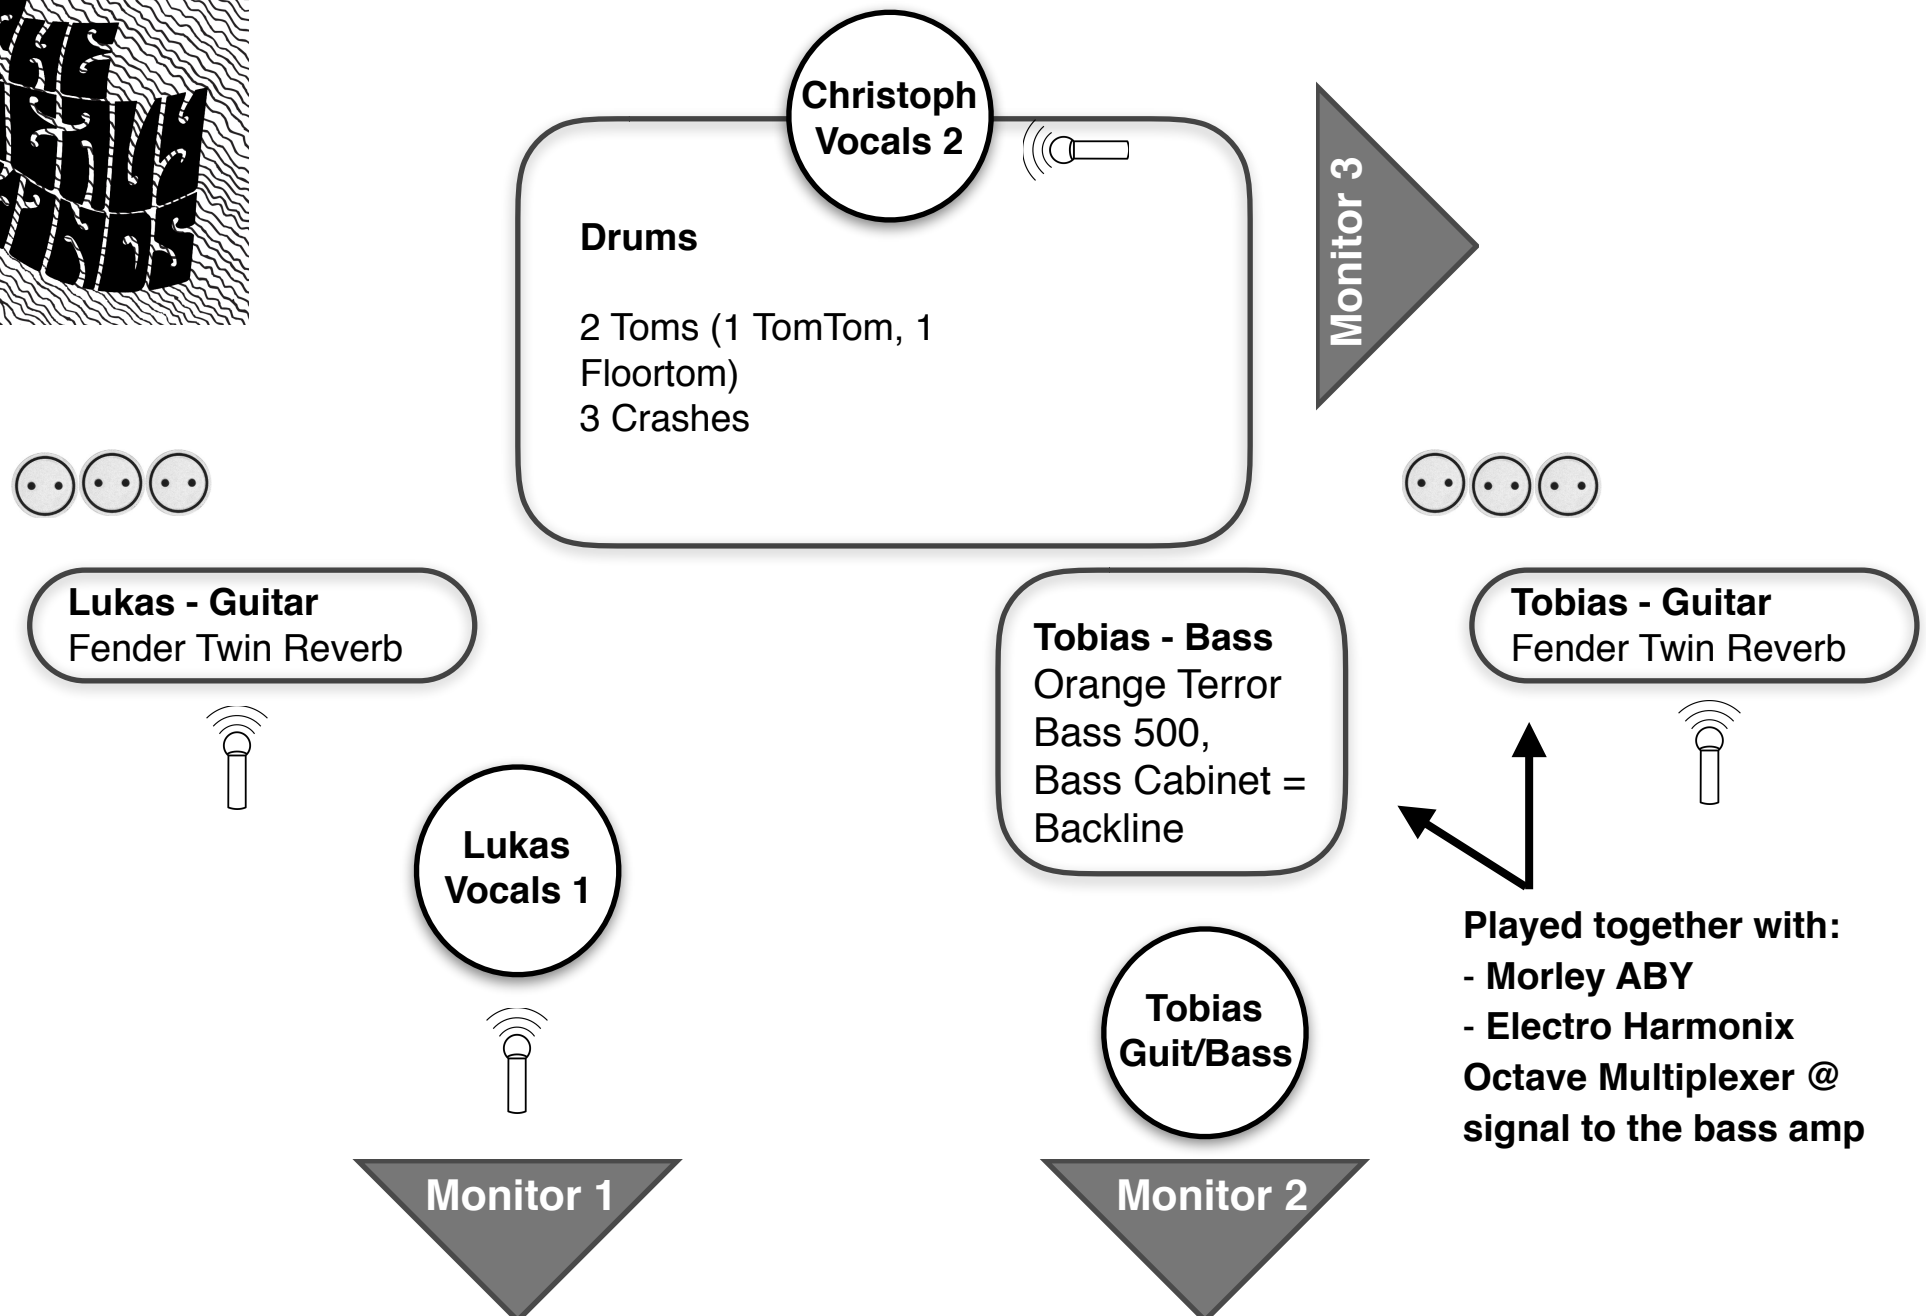 Christoph
Vocals 2
Drums
2 Toms (1 TomTom, 1
Floortom)
3 Crashes
Monitor 3
Lukas - Guitar
Fender Twin Reverb
Tobias - Bass
Orange Terror
Bass 500,
Bass Cabinet =
Backline
Tobias - Guitar
Fender Twin Reverb
Lukas
Vocals 1
Tobias
Guit/Bass
Played together with:
- Morley ABY
- Electro Harmonix
Octave Multiplexer @
signal to the bass amp
Monitor 1
Monitor 2